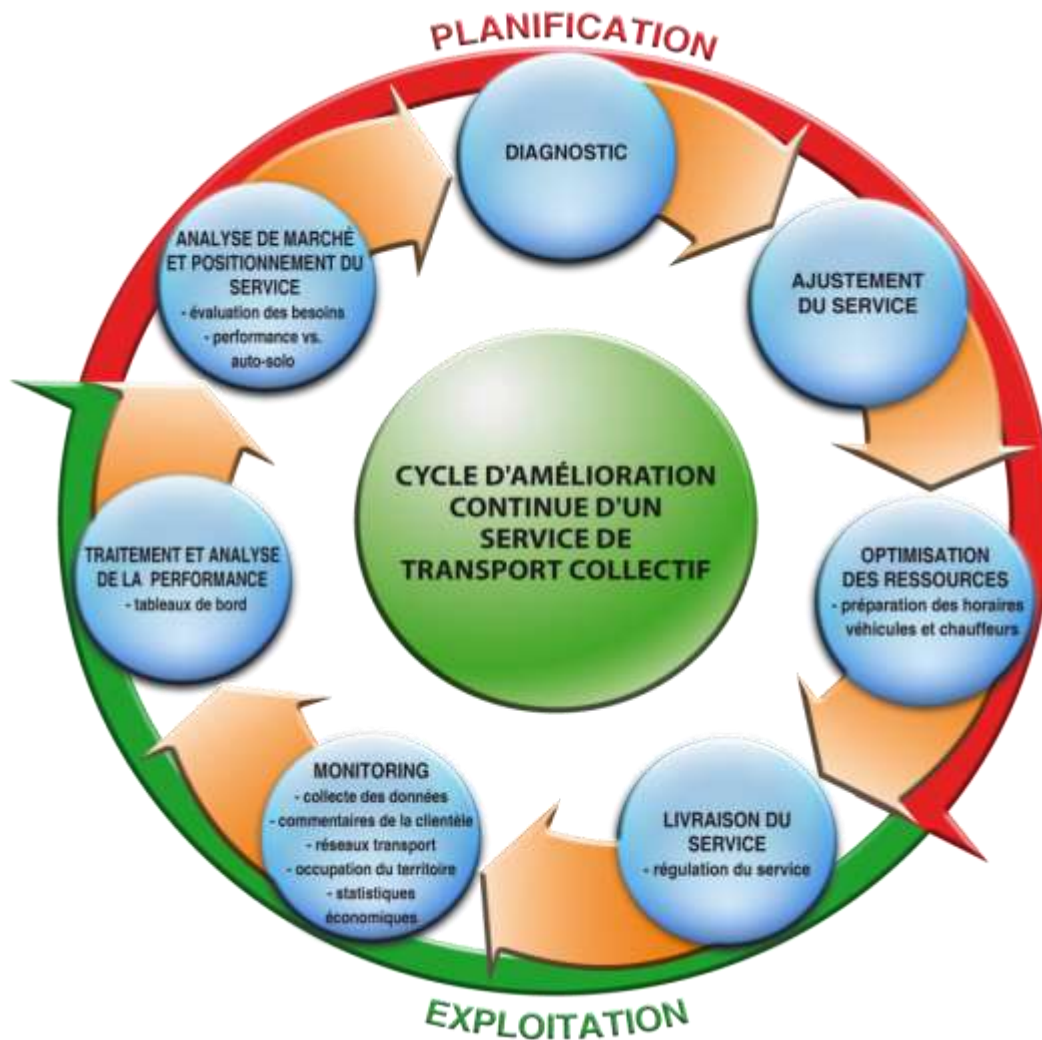 PLANIFICATION
DIAGNOSTIC
AJUSTEMENT
DU SERVICE
OPTIMISATION
DES RESSOURCES
- préparation des horaires
véhicules et chauffeurs
LIVRAISON DU
SERVICE
- régulation du service
MONITORING
- collecte des données
- commentaires de la clientèle
- réseaux transport
- occupation du territoire
- statistiques
économiques
TRAITEMENT ET ANALYSE
DE LA PERFORMANCE
- tableaux de bord
ANALYSE DE MARCHÉ
ET POSITIONNEMENT DU
SERVICE
- évaluation des besoins
- performance vs.
auto-solo
CYCLE D'AMÉLIORATION
CONTINUE D'UN
SERVICE DE
TRANSPORT COLLECTIF
EXPLOITATION